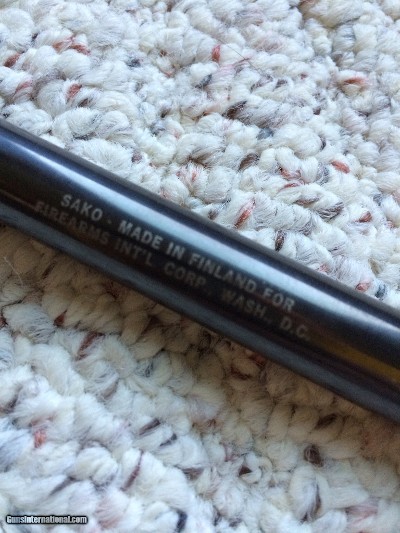 SAKO - MADE IN FINLAND FOR
FIREARMS INT'L CORP. WASH., D.C.
GunsInternational.com